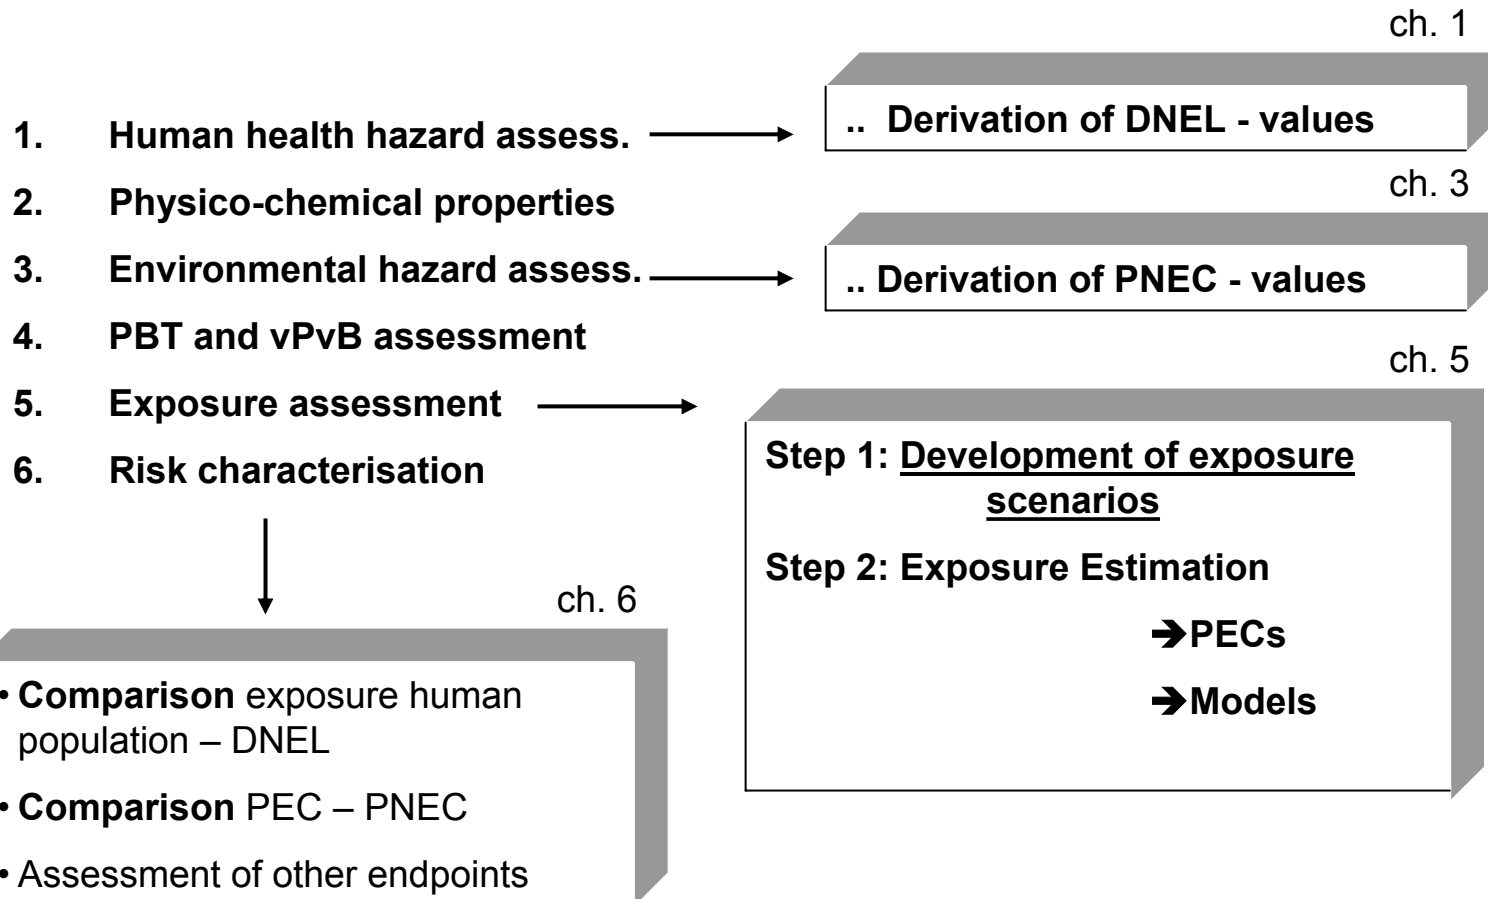 ch. 1
.. Derivation of DNEL - values
1. Human health hazard assess.
2. Physico-chemical properties
ch. 3
3. Environmental hazard assess.
.. Derivation of PNEC - values
4. PBT and vPvB assessment
ch. 5
5. Exposure assessment
6. Risk characterisation
Step 1: Development of exposure
scenarios
Step 2: Exposure Estimation
➔PECs
➔Models
ch. 6
• Comparison exposure human
population – DNEL
• Comparison PEC – PNEC
• Assessment of other endpoints